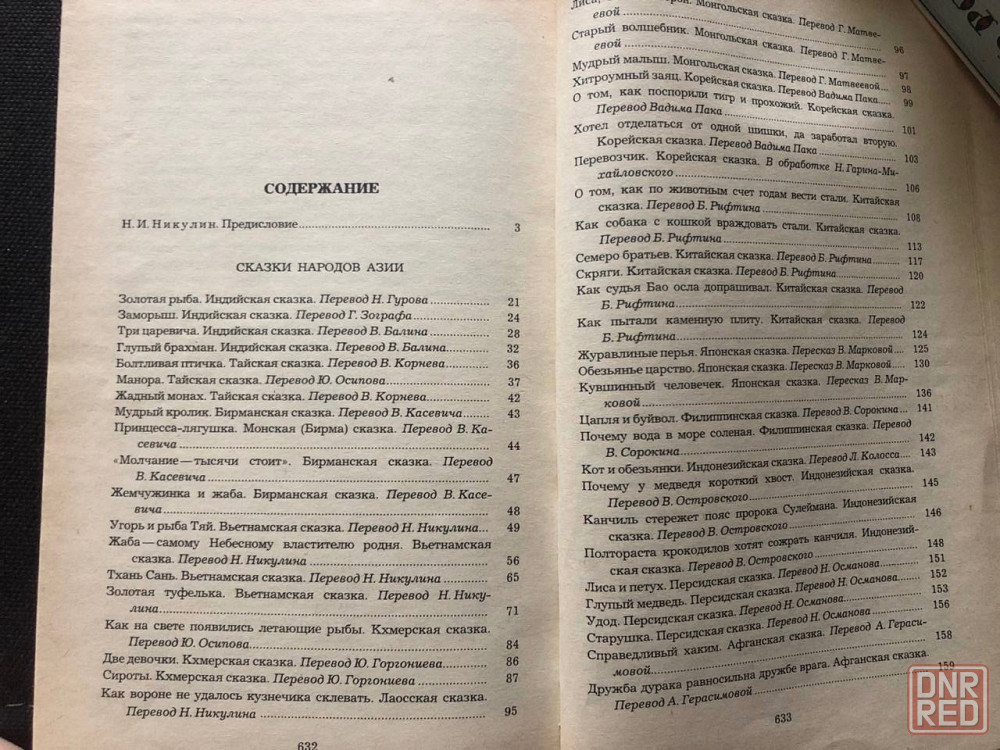 СОДЕРЖАНИЕ
Н. И. Никулин. Предисловие..... 3
СКАЗКИ НАРОДОВ АЗИИ
Золотая рыба. Индийская сказка. Перевод Н. Гурова..... 21
Заморыш. Индийская сказка. Перевод Г. Зографа..... 24
Три царевича. Индийская сказка. Перевод В. Балина..... 28
Глупый брахман. Индийская сказка. Перевод В. Балина..... 32
Болтливая птичка. Тайская сказка. Перевод В. Корнева..... 36
Манора. Тайская сказка. Перевод Ю. Осипова..... 37
Жадный монах. Тайская сказка. Перевод В. Корнева..... 42
Мудрый кролик. Бирманская сказка. Перевод В. Касевича..... 43
Принцесса-лягушка. Монская (Бирма) сказка. Перевод В. Ка-
севича..... 44
«Молчание — тысячи стоит». Бирманская сказка. Перевод
В. Касевича..... 47
Жемчужинка и жаба. Бирманская сказка. Перевод В. Касе-
вича..... 48
Угорь и рыба Тяй. Вьетнамская сказка. Перевод Н. Никулина... 49
Жаба — самому Небесному властителю родня. Вьетнамская
сказка. Перевод Н. Никулина..... 56
Тхань Сань. Вьетнамская сказка. Перевод Н. Никулина..... 65
Золотая туфелька. Вьетнамская сказка. Перевод Н. Нику-
лина..... 71
Как на свете появились летающие рыбы. Кхмерская сказка.
Перевод Ю. Осипова..... 84
Две девочки. Кхмерская сказка. Перевод Ю. Горгониева..... 86
Сироты. Кхмерская сказка. Перевод Ю. Горгониева..... 87
Как вороне не удалось кузнечика склевать. Лаосская сказка.
Перевод Н. Никулина..... 95
632
Монгольская сказка. Перевод Г. Матве-
евой..... 96
Старый волшебник. Монгольская сказка. Перевод Г. Матве-
евой..... 97
Мудрый малыш. Монгольская сказка. Перевод Г. Матвеевой.... 98
Хитроумный заяц. Корейская сказка. Перевод Вадима Пака..... 99
О том, как поспорили тигр и прохожий. Корейская сказка.
Перевод Вадима Пака..... 101
Хотел отделаться от одной шишки, да заработал вторую.
Корейская сказка. Перевод Вадима Пака..... 103
Перевозчик. Корейская сказка. В обработке Н. Гарина-Ми-
хайловского..... 106
О том, как по животным счет годам вести стали. Китайская
сказка. Перевод Б. Рифтина..... 108
Как собака с кошкой враждовать стали. Китайская сказка.
Перевод Б. Рифтина..... 113
Семеро братьев. Китайская сказка. Перевод Б. Рифтина..... 117
Скряги. Китайская сказка. Перевод Б. Рифтина..... 120
Как судья Бао осла допрашивал. Китайская сказка. Перевод
Б. Рифтина..... 122
Как пытали каменную плиту. Китайская сказка. Перевод
Б. Рифтина..... 124
Журавлиные перья. Японская сказка. Пересказ В. Марковой.... 125
Обезьянье царство. Японская сказка. Пересказ В. Марковой.... 130
Кувшинный человечек. Японская сказка. Пересказ В. Мар-
ковой..... 136
Цапля и буйвол. Филиппинская сказка. Перевод В. Сорокина... 141
Почему вода в море соленая. Филиппинская сказка. Перевод
В. Сорокина..... 142
Кот и обезьянки. Индонезийская сказка. Перевод Л. Колосса.... 143
Почему у медведя короткий хвост. Индонезийская сказка.
Перевод В. Островского..... 145
Канчиль стережет пояс пророка Сулеймана. Индонезийская
сказка. Перевод В. Островского..... 146
Полтораста крокодилов хотят сожрать канчиля. Индонезий-
ская сказка. Перевод В. Островского..... 148
Лиса и петух. Персидская сказка. Перевод Н. Османова..... 151
Глупый медведь. Персидская сказка. Перевод Н. Османова..... 152
Удод. Персидская сказка. Перевод Н. Османова..... 153
Старушка. Персидская сказка. Перевод Н. Османова..... 156
Справедливый хаким. Афганская сказка. Перевод А. Гераси-
мовой..... 158
Дружба дурака равносильна дружбе врага. Афганская сказка.
Перевод А. Герасимовой..... 159
633
DNR
RED